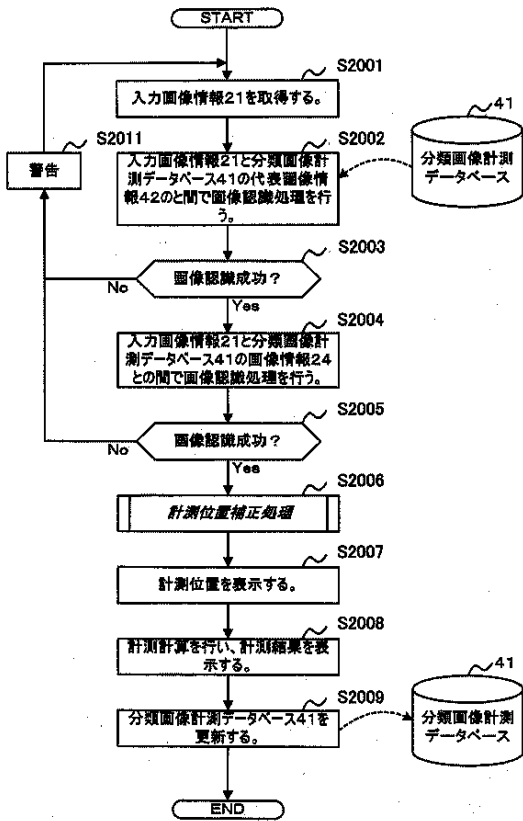 START
S2001
入力画像情報21を取得する。
S2011
警告
S2002
入力画像情報21と分類画像計
測データベース41の代表画像情
報42のと間で画像認識処理を行
う。
41
分類画像計測
データベース
S2003
画像認識成功?
No
Yes
S2004
入力画像情報21と分類画像計
測データベース41の画像情報24
との間で画像認識処理を行う。
S2005
画像認識成功?
No
Yes
S2006
計測位置補正処理
S2007
計測位置を表示する。
S2008
計測計算を行い、計測結果を表
示する。
S2009
分類画像計測データベース41を
更新する。
41
分類画像計測
データベース
END